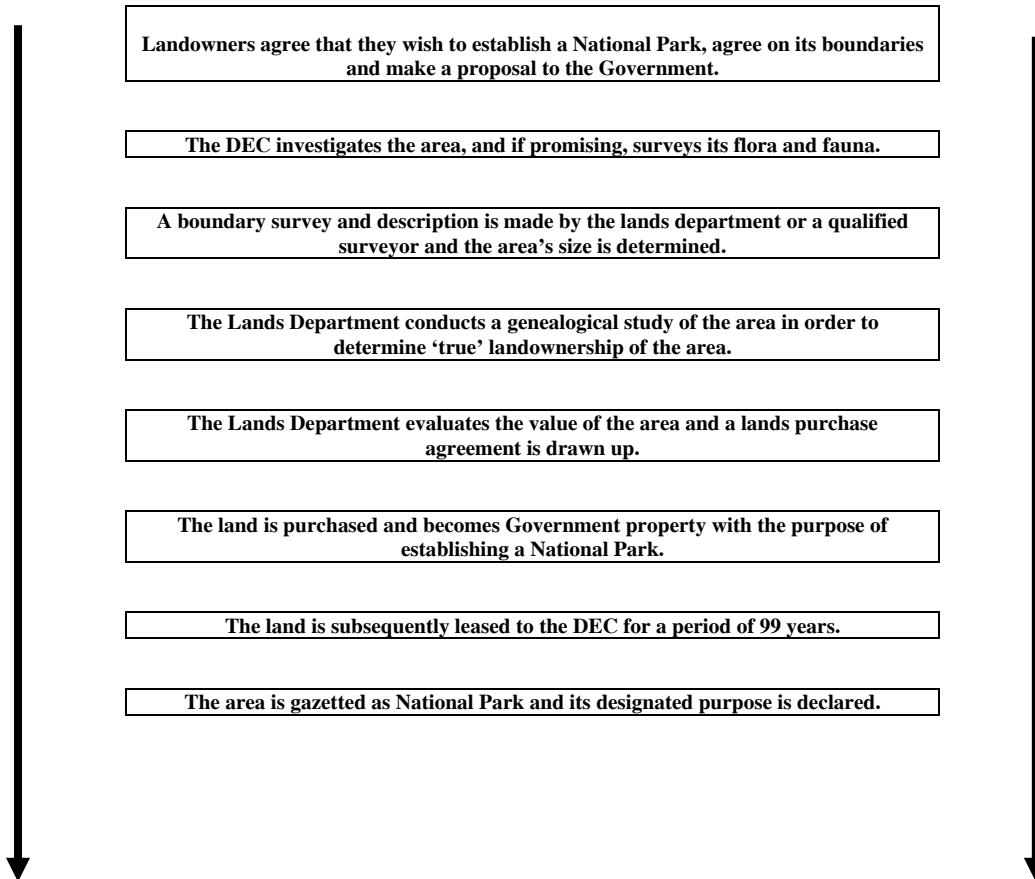 Landowners agree that they wish to establish a National Park, agree on its boundaries
and make a proposal to the Government.
The DEC investigates the area, and if promising, surveys its flora and fauna.
A boundary survey and description is made by the lands department or a qualified
surveyor and the area’s size is determined.
The Lands Department conducts a genealogical study of the area in order to
determine ‘true’ landownership of the area.
The Lands Department evaluates the value of the area and a lands purchase
agreement is drawn up.
The land is purchased and becomes Government property with the purpose of
establishing a National Park.
The land is subsequently leased to the DEC for a period of 99 years.
The area is gazetted as National Park and its designated purpose is declared.